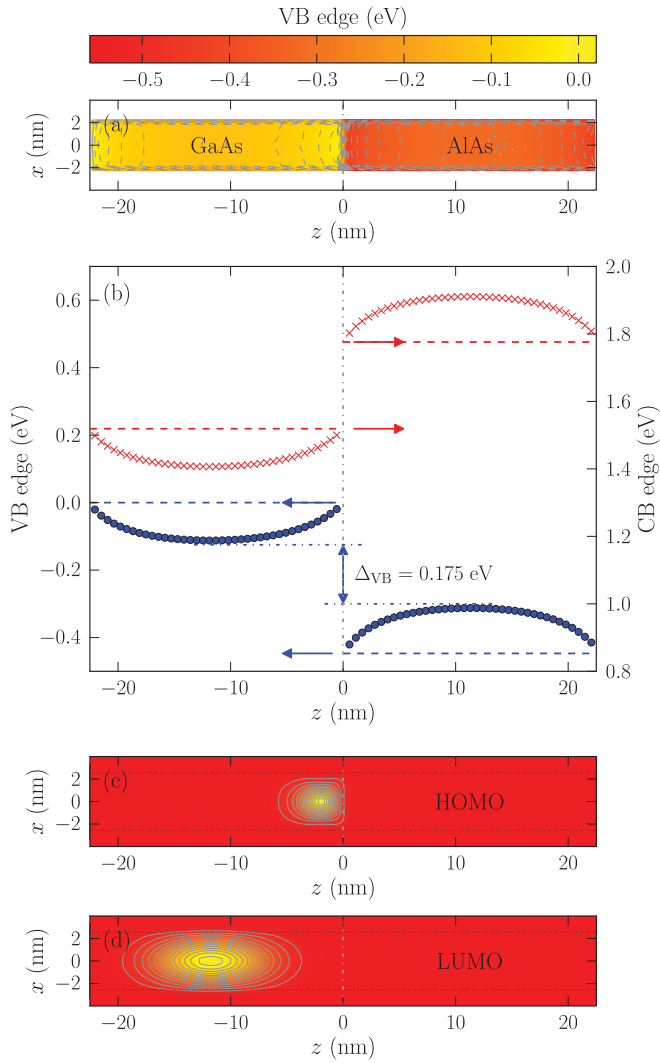 VB edge (eV)
−0.5 −0.4 −0.3 −0.2 −0.1 0.0
x (nm)
2
0
−2
(a)
GaAs
AlAs
−20 −10 0 10 20
z (nm)
VB edge (eV)
0.6
0.4
0.2
0.0
−0.2
−0.4
(b)
Δ_VB = 0.175 eV
2.0
1.8
1.6
1.4
1.2
1.0
0.8
CB edge (eV)
−20 −10 0 10 20
z (nm)
x (nm)
2
0
−2
(c)
HOMO
−20 −10 0 10 20
z (nm)
x (nm)
2
0
−2
(d)
LUMO
−20 −10 0 10 20
z (nm)